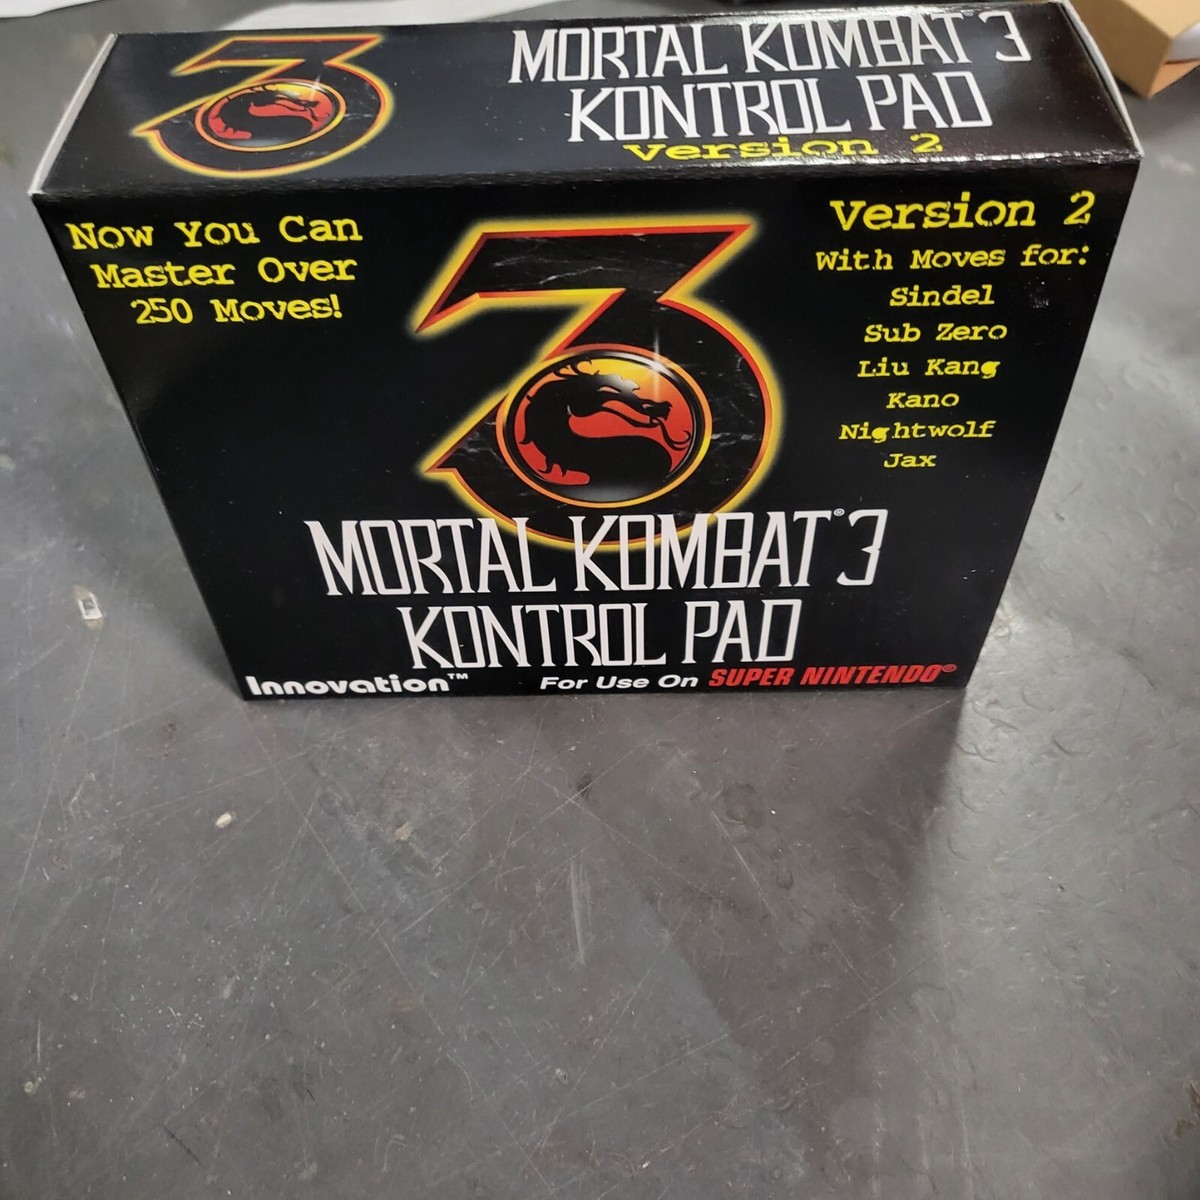 3
MORTAL KOMBAT 3
KONTROL PAD
Version 2
Now You Can
Master Over
250 Moves!
3
Version 2
With Moves for:
Sindel
Sub Zero
Liu Kang
Kano
Nightwolf
Jax
MORTAL KOMBAT® 3
KONTROL PAD
Innovation™
For Use On SUPER NINTENDO®